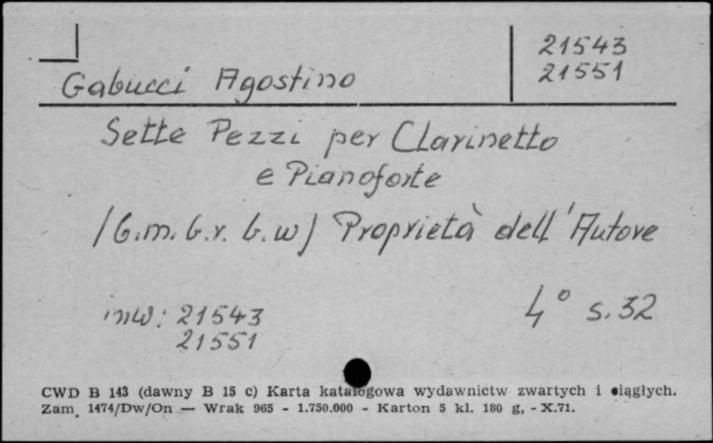 21543
21551
Gabucci Agostino
Sette Pezzi per Clarinetto
e Pianoforte
/b.m. b.r. b.w/ Proprietà dell'Autore
inw: 21543
21551
4° s. 32
CWD B 143 (dawny B 15 c) Karta katalogowa wydawnictw zwartych i ciągłych.
Zam. 1474/Dw/On — Wrak 965 - 1.750.000 - Karton 5 kl. 180 g, - X.71.